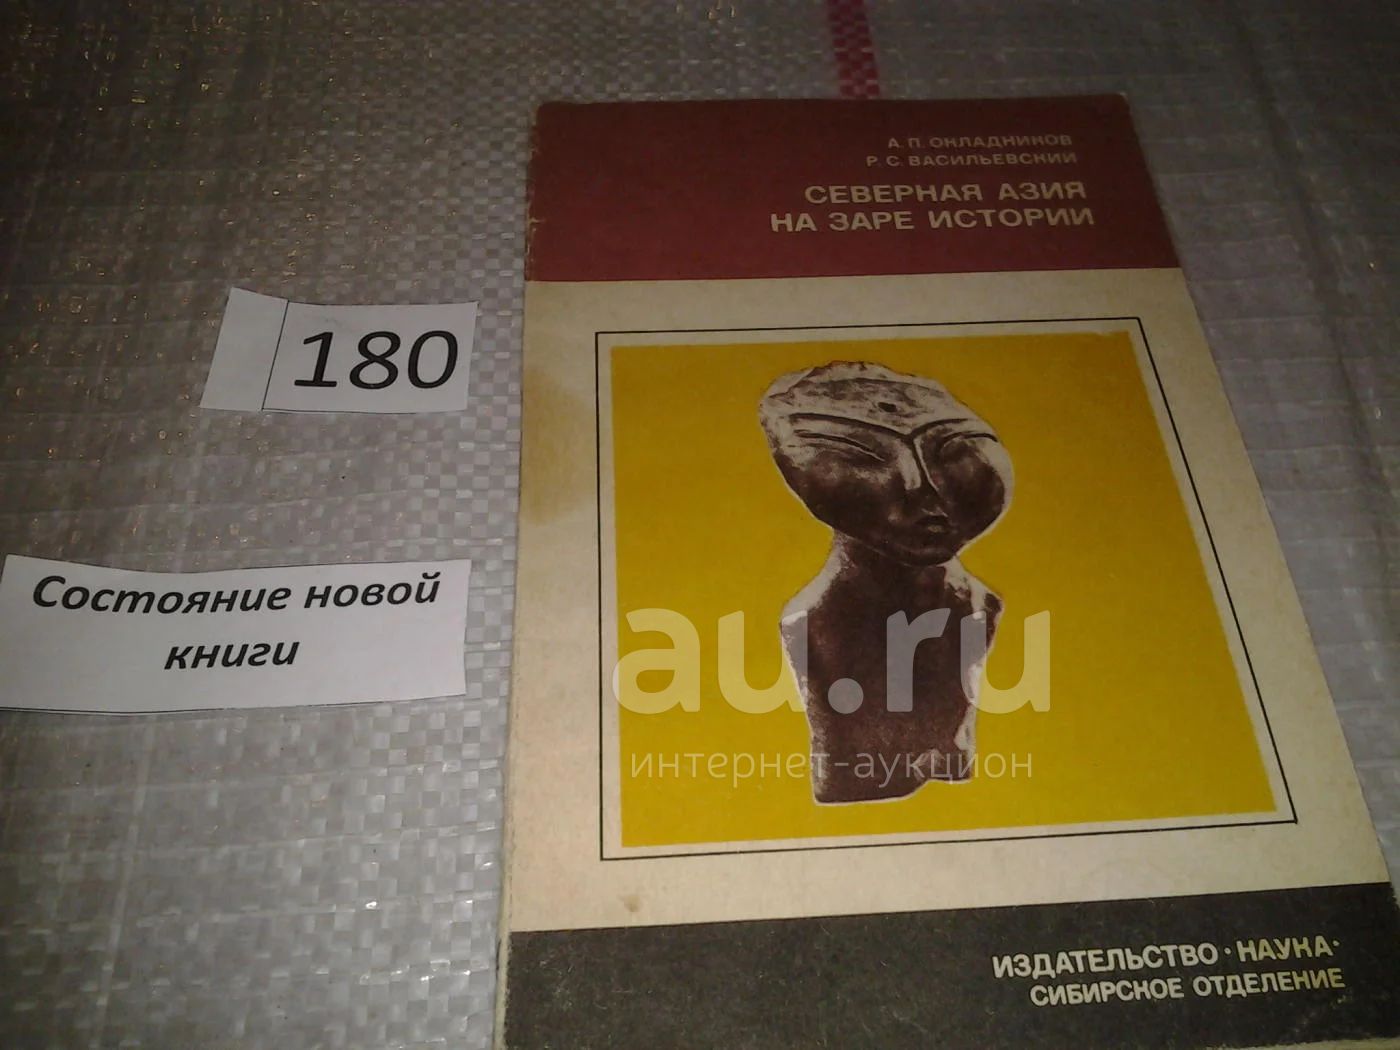 А. П. ОКЛАДНИКОВ
Р. С. ВАСИЛЬЕВСКИЙ
СЕВЕРНАЯ АЗИЯ
НА ЗАРЕ ИСТОРИИ
180
Состояние новой
книги
au.ru
интернет-аукцион
ИЗДАТЕЛЬСТВО · НАУКА ·
СИБИРСКОЕ ОТДЕЛЕНИЕ